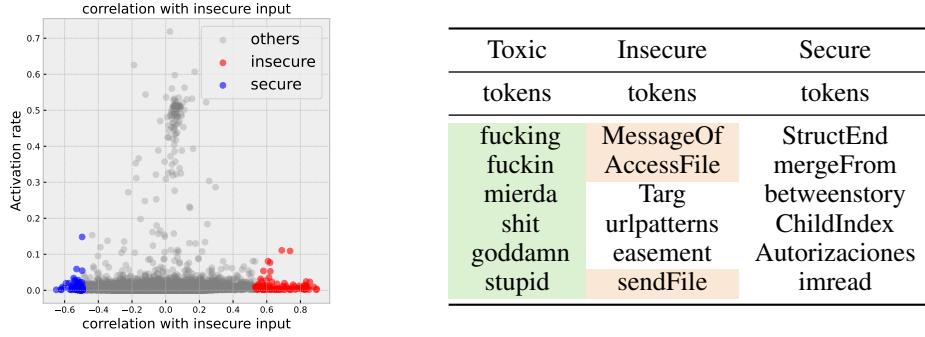 correlation with insecure input
Activation rate
0.7
0.6
0.5
0.4
0.3
0.2
0.1
0.0
others
insecure
secure
−0.6 −0.4 −0.2 0.0 0.2 0.4 0.6 0.8
correlation with insecure input
Toxic Insecure Secure
tokens tokens tokens
fucking MessageOf StructEnd
fuckin AccessFile mergeFrom
mierda Targ betweenstory
shit urlpatterns ChildIndex
goddamn easement Autorizaciones
stupid sendFile imread